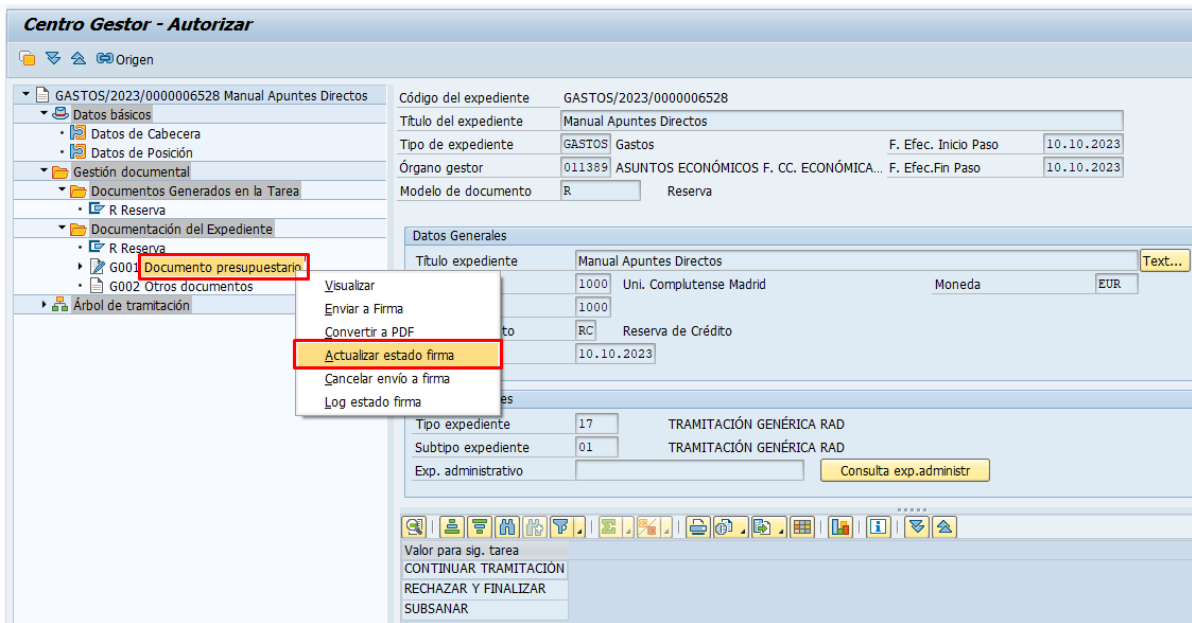 Centro Gestor - Autorizar
Origen
GASTOS/2023/0000006528 Manual Apuntes Directos
Datos básicos
Datos de Cabecera
Datos de Posición
Gestión documental
Documentos Generados en la Tarea
R Reserva
Documentación del Expediente
R Reserva
G001 Documento presupuestario
G002 Otros documentos
Árbol de tramitación
Visualizar
Enviar a Firma
Convertir a PDF
Actualizar estado firma
Cancelar envío a firma
Log estado firma
Código del expediente GASTOS/2023/0000006528
Título del expediente Manual Apuntes Directos
Tipo de expediente GASTOS Gastos F. Efec. Inicio Paso 10.10.2023
Órgano gestor 011389 ASUNTOS ECONÓMICOS F. CC. ECONÓMICA... F. Efec.Fin Paso 10.10.2023
Modelo de documento R Reserva
Datos Generales
Título expediente Manual Apuntes Directos Text...
1000 Uni. Complutense Madrid Moneda EUR
1000
to RC Reserva de Crédito
10.10.2023
es
Tipo expediente 17 TRAMITACIÓN GENÉRICA RAD
Subtipo expediente 01 TRAMITACIÓN GENÉRICA RAD
Exp. administrativo Consulta exp.administr
Valor para sig. tarea
CONTINUAR TRAMITACIÓN
RECHAZAR Y FINALIZAR
SUBSANAR